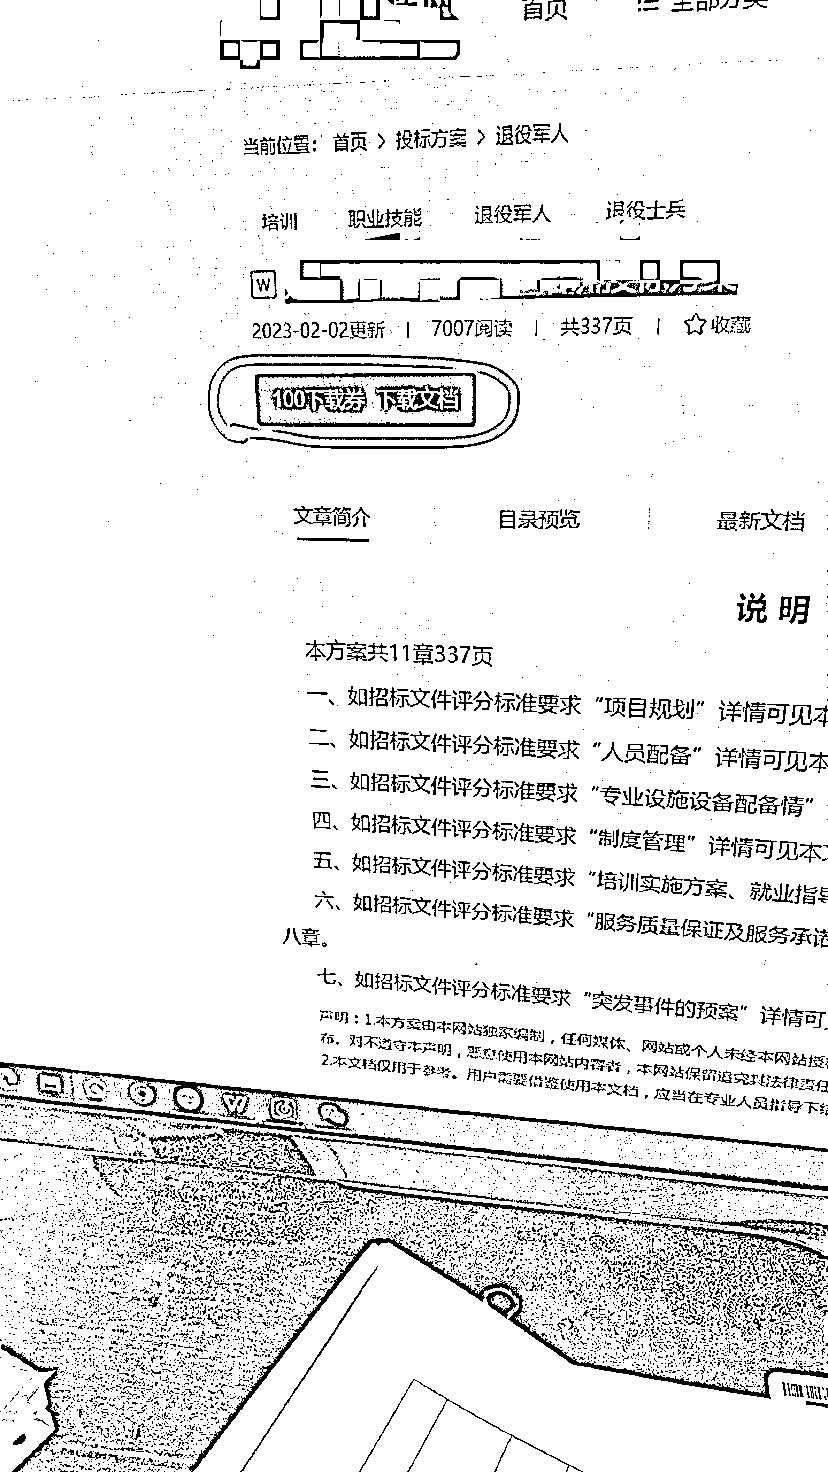 首页
全部分类
当前位置： 首页 > 投标方案 > 退役军人
培训 职业技能 退役军人 退役士兵
W
2023-02-02更新 | 7007阅读 | 共337页 | ☆收藏
100下载券 下载文档
文章简介 目录预览 最新文档
说 明
本方案共11章337页
一、如招标文件评分标准要求“项目规划”详情可见本
二、如招标文件评分标准要求“人员配备”详情可见本
三、如招标文件评分标准要求“专业设施设备配备情”
四、如招标文件评分标准要求“制度管理”详情可见本
五、如招标文件评分标准要求“培训实施方案、就业指导
六、如招标文件评分标准要求“服务质量保证及服务承诺
八章。
七、如招标文件评分标准要求“突发事件的预案”详情可
声明：1.本方案由本网站独家编制，任何媒体、网站或个人未经本网站授
布。对不遵守本声明，恶意使用本网站内容者，本网站保留追究其法律责任
2.本文档仅用于参考。用户需要借鉴使用本文档，应当在专业人员指导下